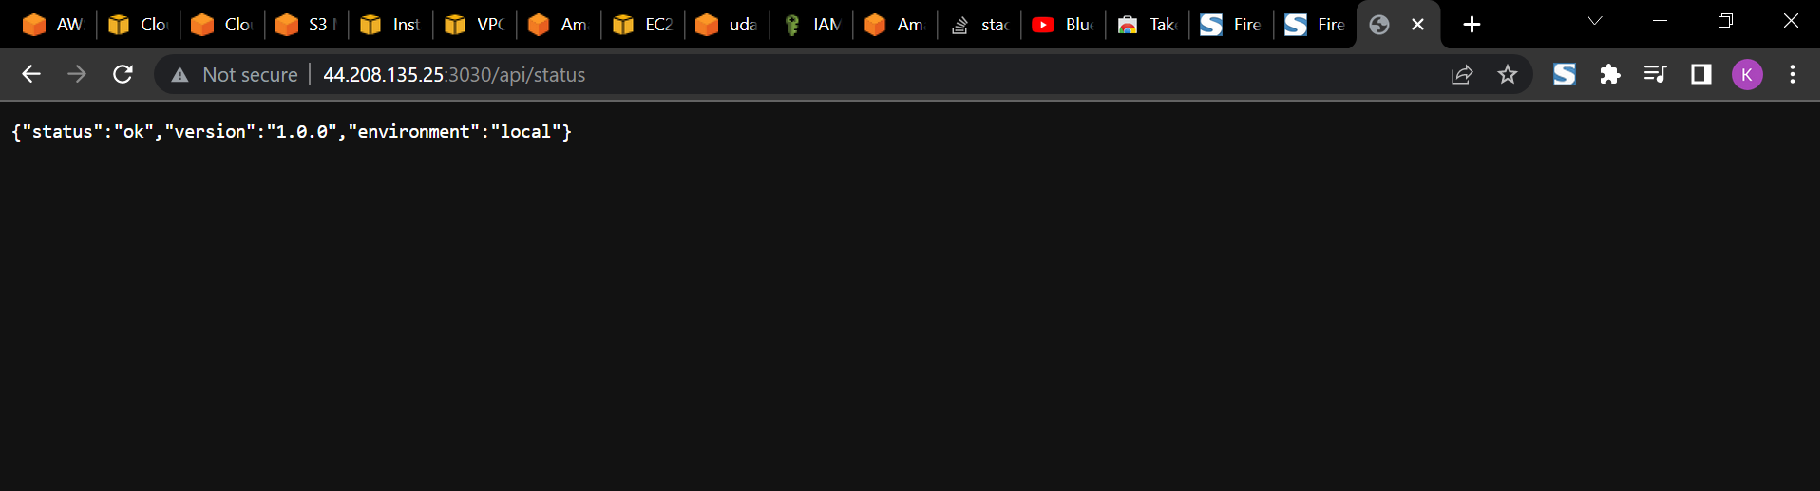 AW Clo Clo S3 Inst VPC Am EC2 uda IAM Am stac Blu Take Fire Fire
Not secure 44.208.135.25:3030/api/status K
{"status":"ok","version":"1.0.0","environment":"local"}